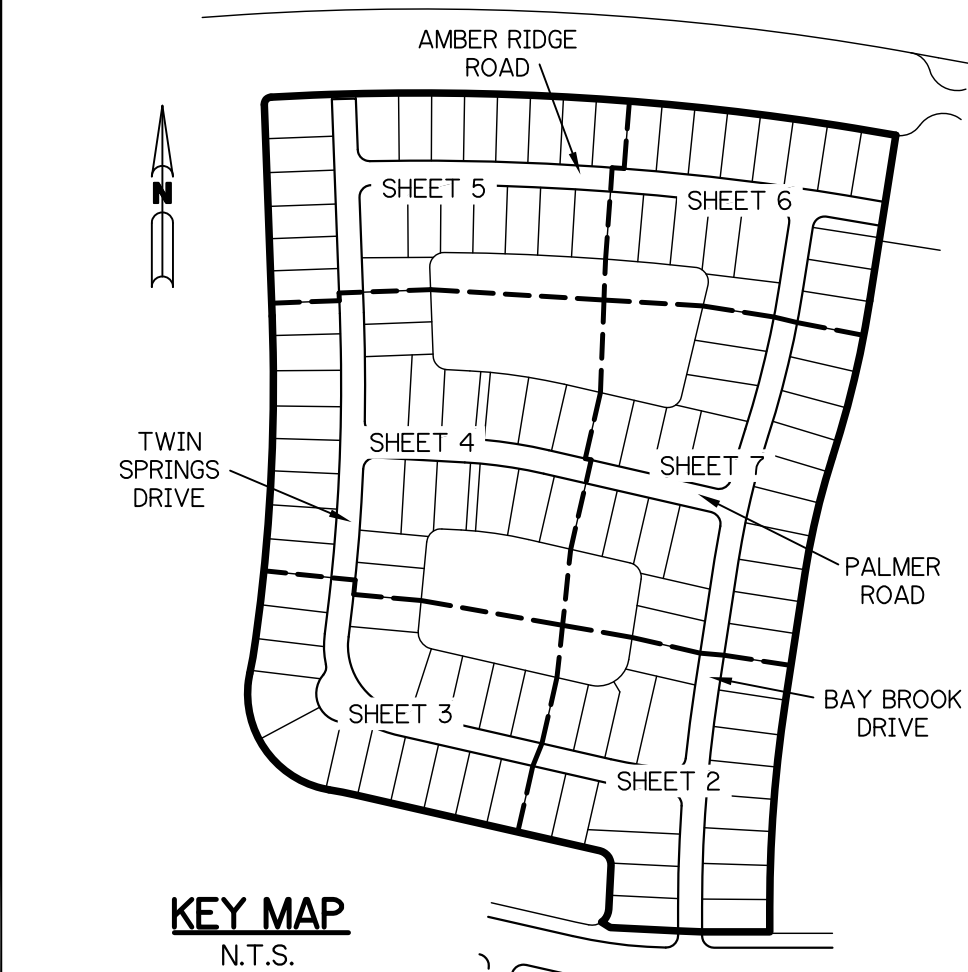 AMBER RIDGE
ROAD
N
SHEET 5
SHEET 6
TWIN
SPRINGS
DRIVE
SHEET 4
SHEET 7
PALMER
ROAD
BAY BROOK
DRIVE
SHEET 3
SHEET 2
KEY MAP
N.T.S.